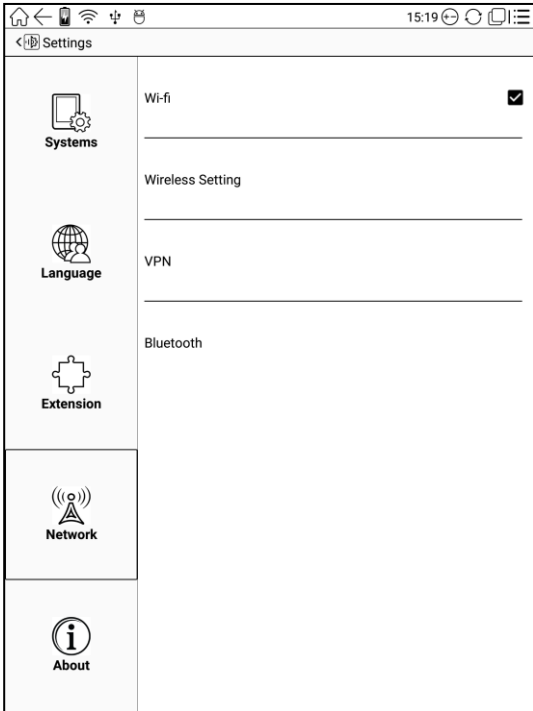 15:19
Settings
Wi-fi
Systems
Wireless Setting
Language
VPN
Bluetooth
Extension
Network
About